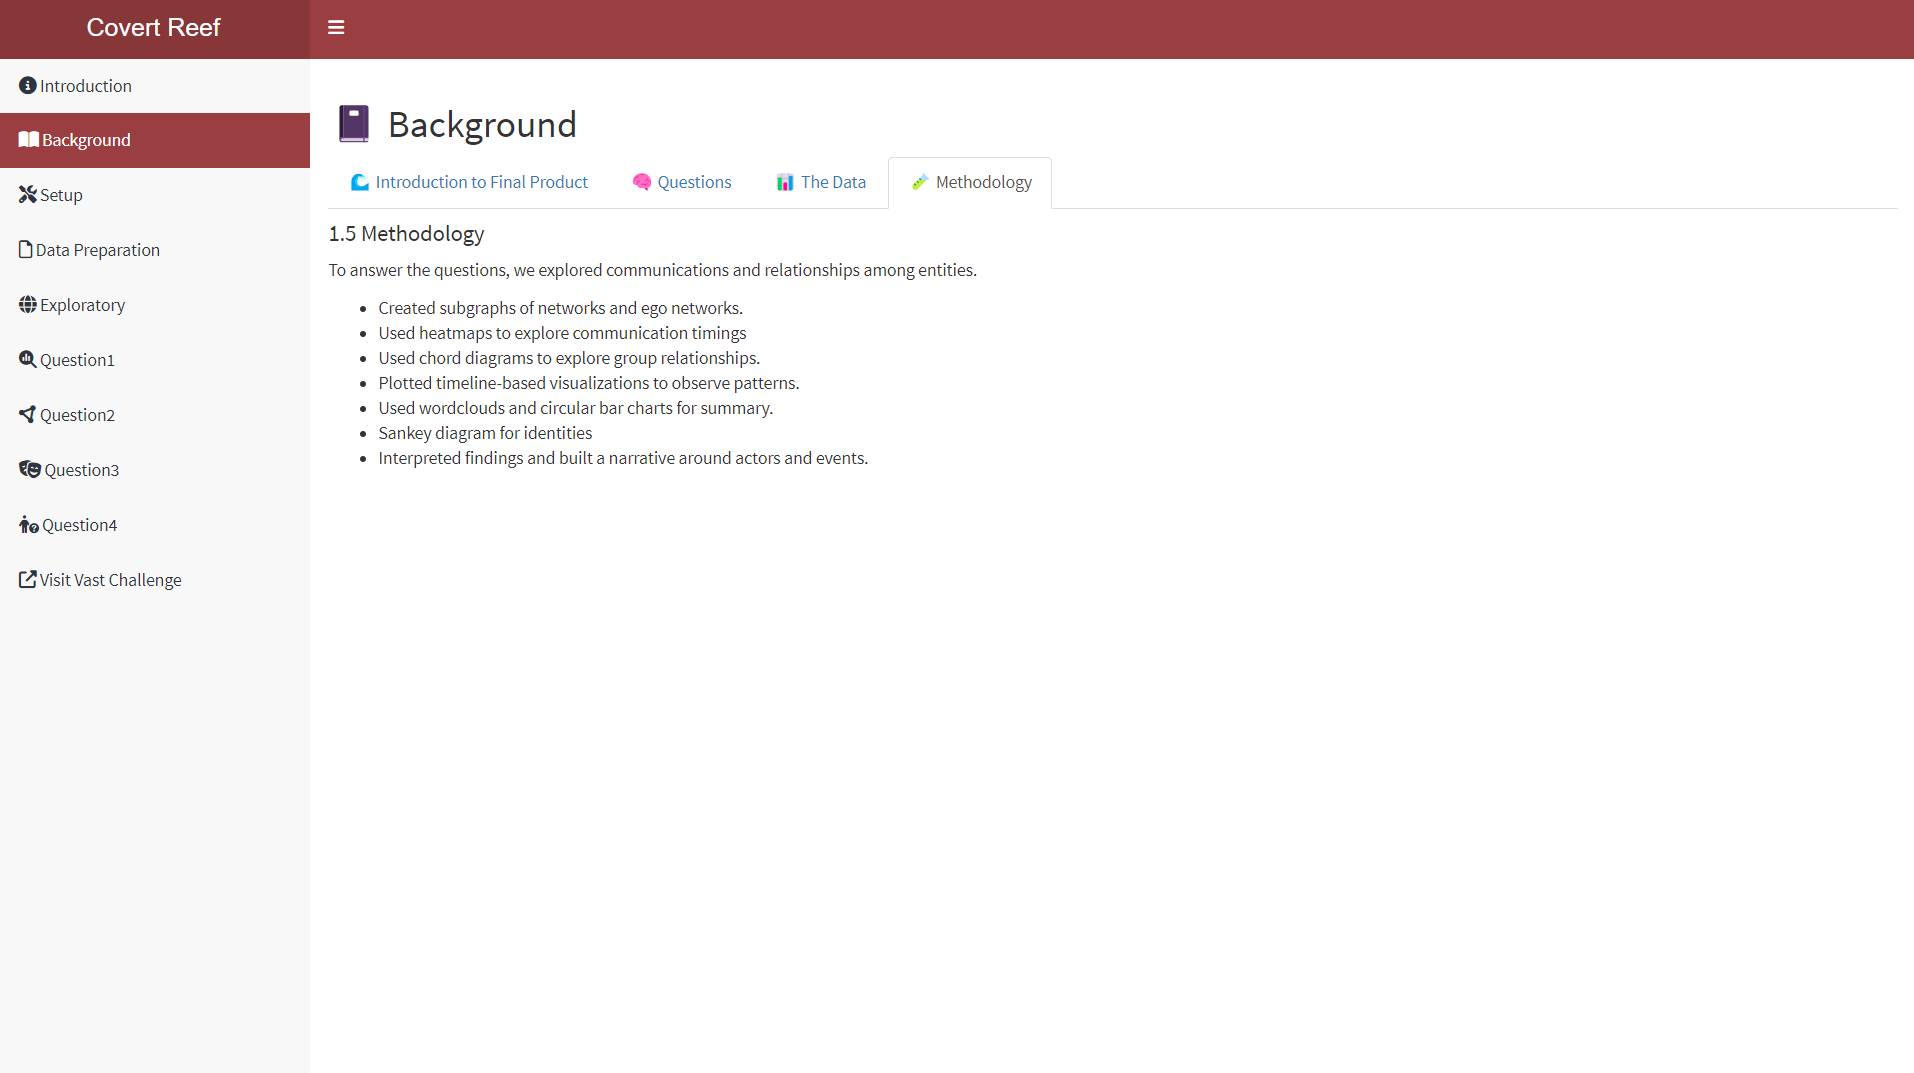 Covert Reef
Introduction
Background
Setup
Data Preparation
Exploratory
Question1
Question2
Question3
Question4
Visit Vast Challenge
Background
Introduction to Final Product Questions The Data Methodology
1.5 Methodology
To answer the questions, we explored communications and relationships among entities.
• Created subgraphs of networks and ego networks.
• Used heatmaps to explore communication timings
• Used chord diagrams to explore group relationships.
• Plotted timeline-based visualizations to observe patterns.
• Used wordclouds and circular bar charts for summary.
• Sankey diagram for identities
• Interpreted findings and built a narrative around actors and events.